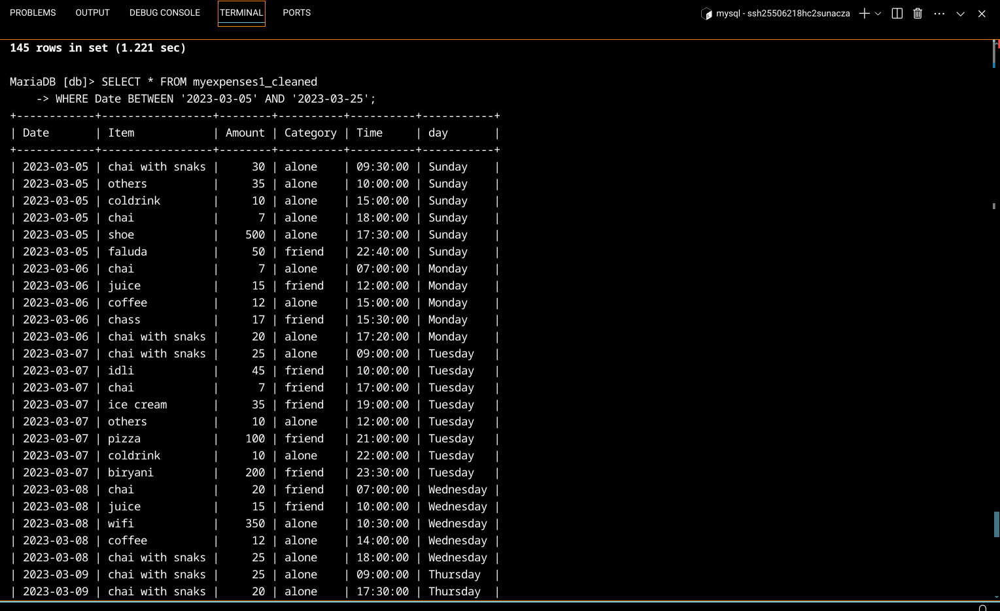 PROBLEMS OUTPUT DEBUG CONSOLE TERMINAL PORTS mysql - ssh25506218hc2sunacza
145 rows in set (1.221 sec)
MariaDB [db]> SELECT * FROM myexpenses1_cleaned
    -> WHERE Date BETWEEN '2023-03-05' AND '2023-03-25';
+------------+-----------------+--------+----------+----------+-----------+
| Date       | Item            | Amount | Category | Time     | day       |
+------------+-----------------+--------+----------+----------+-----------+
| 2023-03-05 | chai with snaks |     30 | alone    | 09:30:00 | Sunday    |
| 2023-03-05 | others          |     35 | alone    | 10:00:00 | Sunday    |
| 2023-03-05 | coldrink        |     10 | alone    | 15:00:00 | Sunday    |
| 2023-03-05 | chai            |      7 | alone    | 18:00:00 | Sunday    |
| 2023-03-05 | shoe            |    500 | alone    | 17:30:00 | Sunday    |
| 2023-03-05 | faluda          |     50 | friend   | 22:40:00 | Sunday    |
| 2023-03-06 | chai            |      7 | alone    | 07:00:00 | Monday    |
| 2023-03-06 | juice           |     15 | friend   | 12:00:00 | Monday    |
| 2023-03-06 | coffee          |     12 | alone    | 15:00:00 | Monday    |
| 2023-03-06 | chass           |     17 | friend   | 15:30:00 | Monday    |
| 2023-03-06 | chai with snaks |     20 | alone    | 17:20:00 | Monday    |
| 2023-03-07 | chai with snaks |     25 | alone    | 09:00:00 | Tuesday   |
| 2023-03-07 | idli            |     45 | friend   | 10:00:00 | Tuesday   |
| 2023-03-07 | chai            |      7 | friend   | 17:00:00 | Tuesday   |
| 2023-03-07 | ice cream       |     35 | friend   | 19:00:00 | Tuesday   |
| 2023-03-07 | others          |     10 | alone    | 12:00:00 | Tuesday   |
| 2023-03-07 | pizza           |    100 | friend   | 21:00:00 | Tuesday   |
| 2023-03-07 | coldrink        |     10 | alone    | 22:00:00 | Tuesday   |
| 2023-03-07 | biryani         |    200 | friend   | 23:30:00 | Tuesday   |
| 2023-03-08 | chai            |     20 | friend   | 07:00:00 | Wednesday |
| 2023-03-08 | juice           |     15 | friend   | 10:00:00 | Wednesday |
| 2023-03-08 | wifi            |    350 | alone    | 10:30:00 | Wednesday |
| 2023-03-08 | coffee          |     12 | alone    | 14:00:00 | Wednesday |
| 2023-03-08 | chai with snaks |     25 | alone    | 18:00:00 | Wednesday |
| 2023-03-09 | chai with snaks |     25 | alone    | 09:00:00 | Thursday  |
| 2023-03-09 | chai with snaks |     20 | alone    | 17:30:00 | Thursday  |